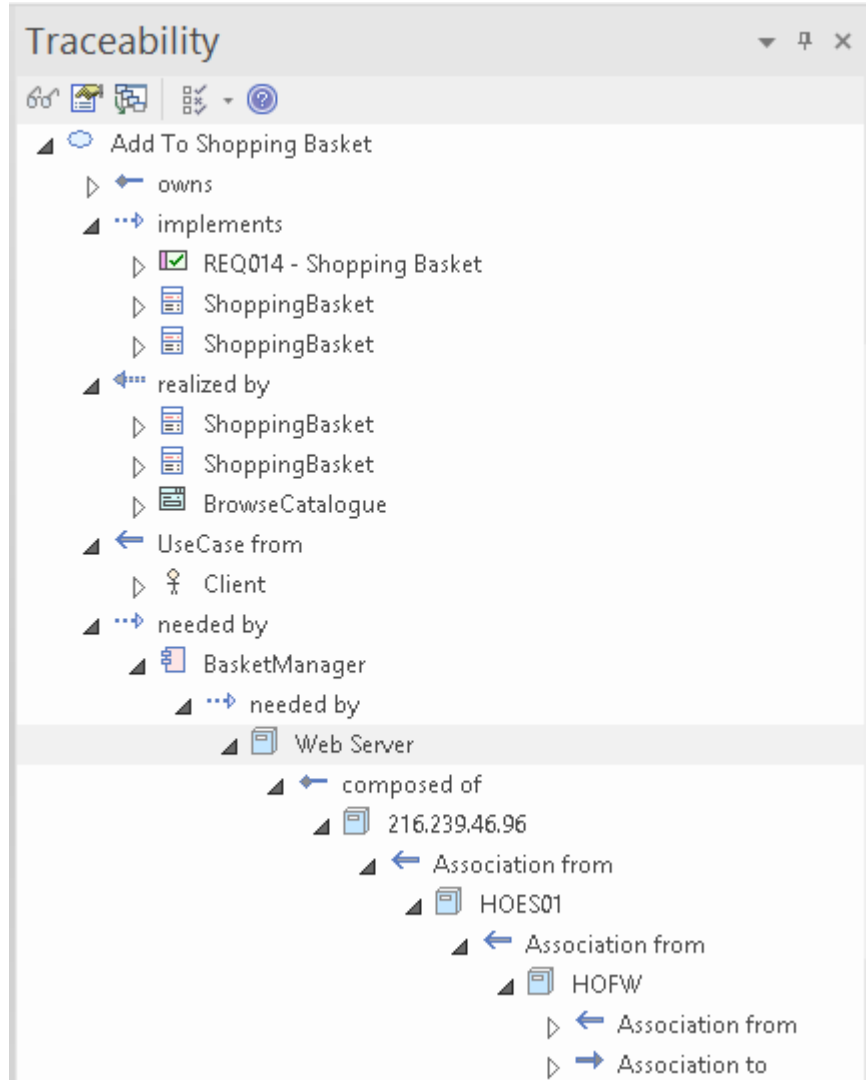 Traceability
Add To Shopping Basket
owns
implements
REQ014 - Shopping Basket
ShoppingBasket
ShoppingBasket
realized by
ShoppingBasket
ShoppingBasket
BrowseCatalogue
UseCase from
Client
needed by
BasketManager
needed by
Web Server
composed of
216.239.46.96
Association from
HOES01
Association from
HOFW
Association from
Association to